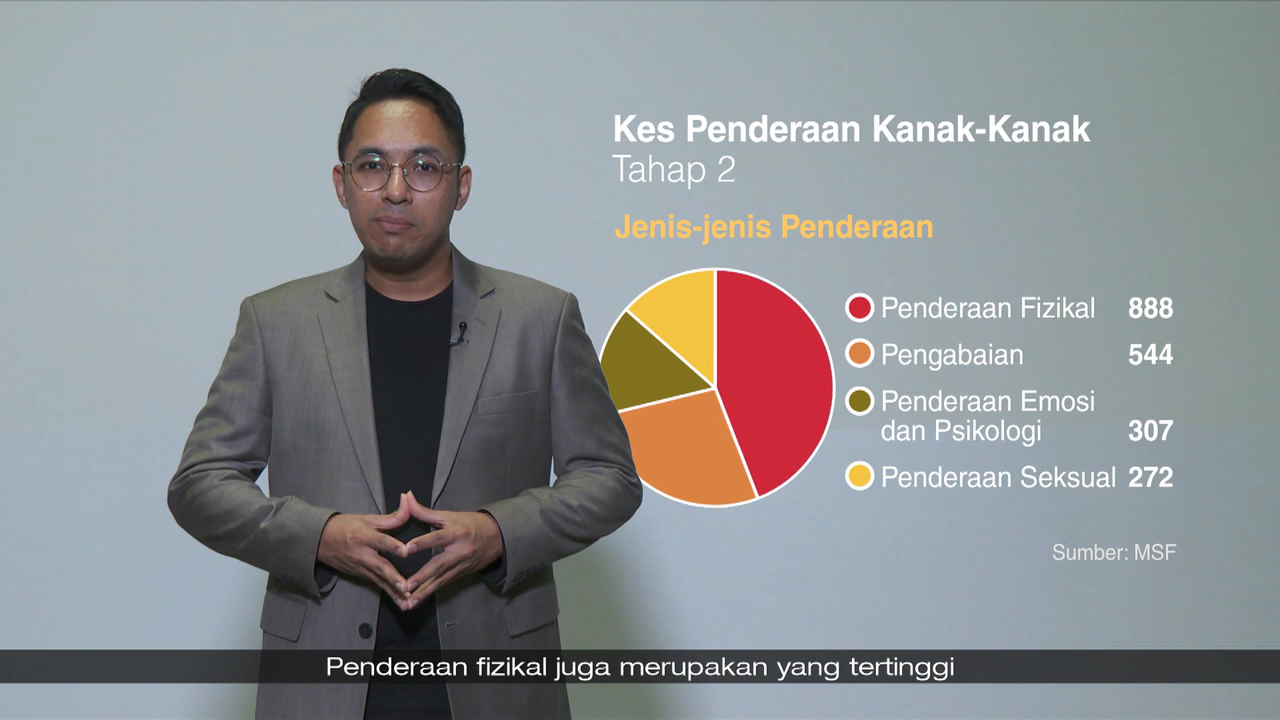 Kes Penderaan Kanak-Kanak
Tahap 2
Jenis-jenis Penderaan
Penderaan Fizikal 888
Pengabaian 544
Penderaan Emosi
dan Psikologi 307
Penderaan Seksual 272
Sumber: MSF
Penderaan fizikal juga merupakan yang tertinggi